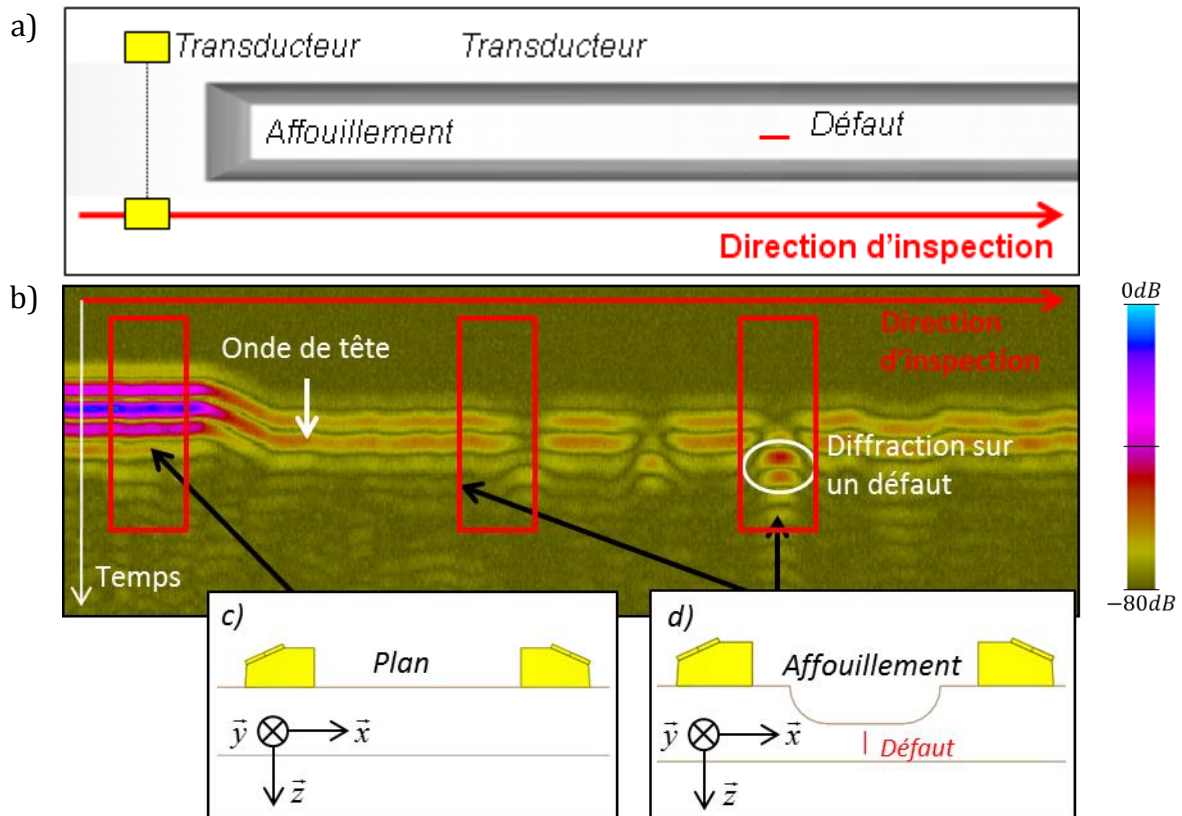 a)
Transducteur Transducteur
Affouillement Défaut
Direction d'inspection
b)
Direction
d'inspection
Onde de tête
Diffraction sur
un défaut
Temps
0dB
−80dB
c)
Plan
y x
z
d)
Affouillement
y x
Défaut
z